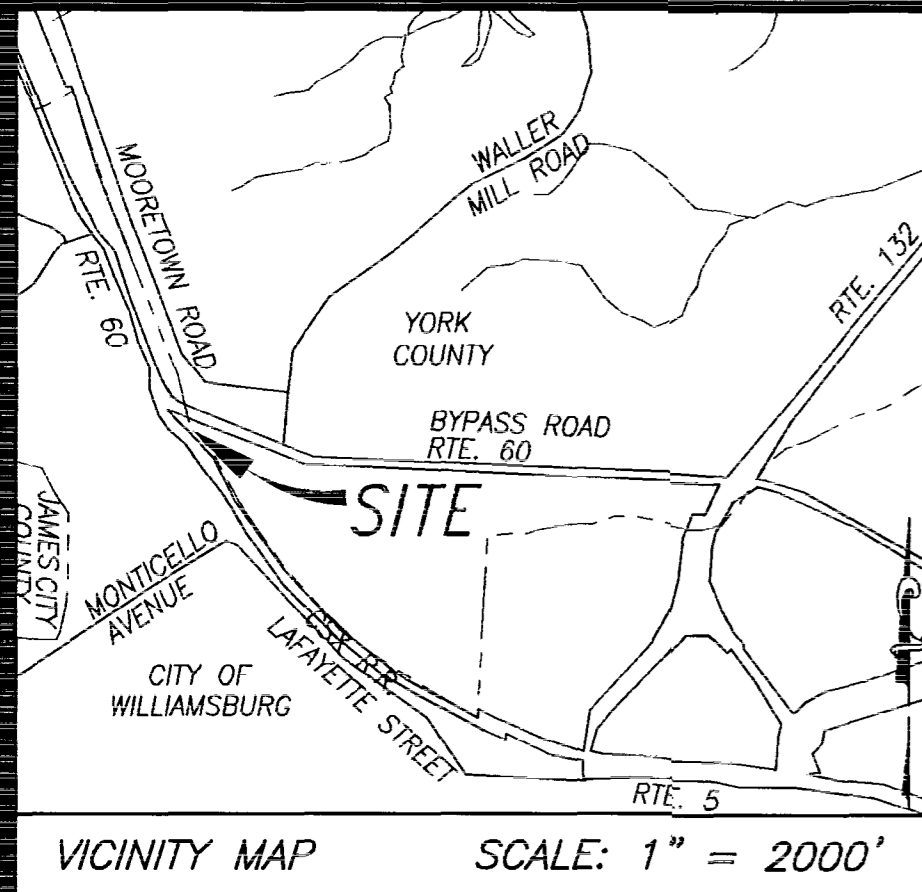 WALLER
MILL ROAD
MOORETOWN ROAD
RTE. 60
RTE. 132
YORK
COUNTY
BYPASS ROAD
RTE. 60
SITE
JAMES CITY
COUNTY
MONTICELLO
AVENUE
CSX R.R.
LAFAYETTE STREET
CITY OF
WILLIAMSBURG
RTE. 5
VICINITY MAP SCALE: 1" = 2000'